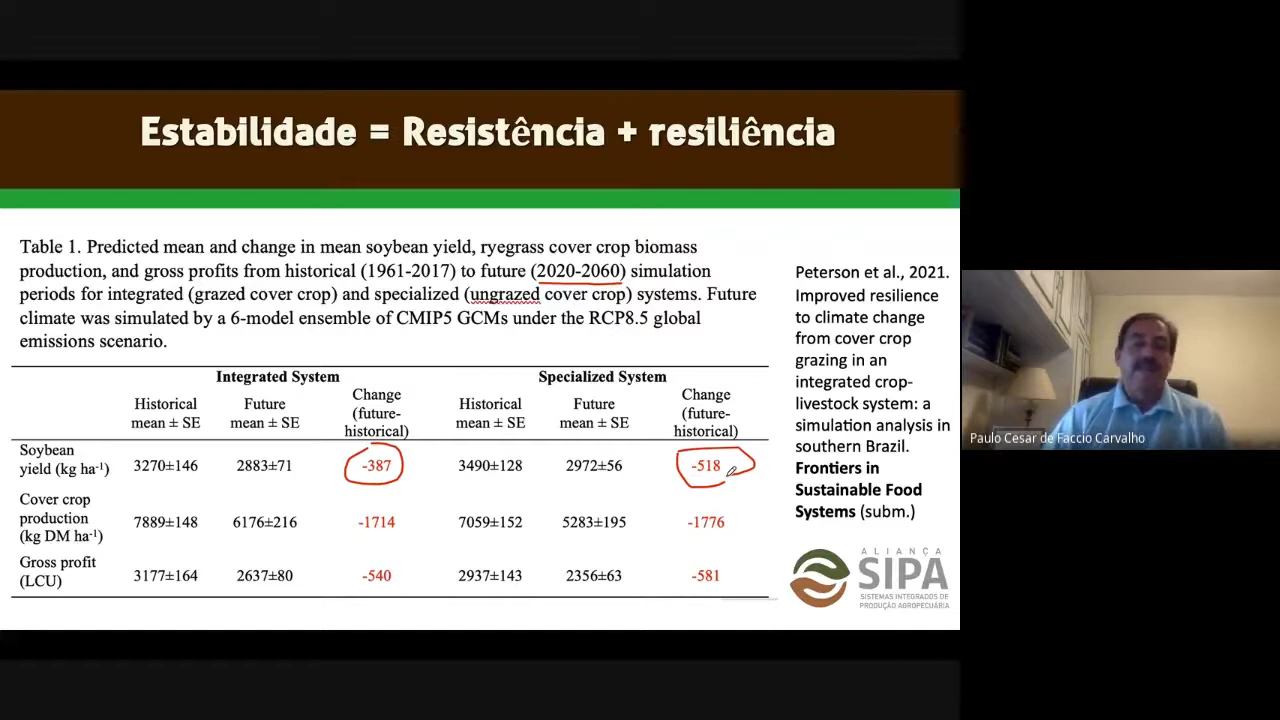 Estabilidade = Resistência + resiliência
Table 1. Predicted mean and change in mean soybean yield, ryegrass cover crop biomass
production, and gross profits from historical (1961-2017) to future (2020-2060) simulation
periods for integrated (grazed cover crop) and specialized (ungrazed cover crop) systems. Future
climate was simulated by a 6-model ensemble of CMIP5 GCMs under the RCP8.5 global
emissions scenario.
Integrated System Specialized System
Historical mean ± SE Future mean ± SE Change (future-historical) Historical mean ± SE Future mean ± SE Change (future-historical)
Soybean yield (kg ha-1) 3270±146 2883±71 -387 3490±128 2972±56 -518
Cover crop production (kg DM ha-1) 7889±148 6176±216 -1714 7059±152 5283±195 -1776
Gross profit (LCU) 3177±164 2637±80 -540 2937±143 2356±63 -581
Peterson et al., 2021.
Improved resilience
to climate change
from cover crop
grazing in an
integrated crop-
livestock system: a
simulation analysis in
southern Brazil.
Frontiers in
Sustainable Food
Systems (subm.)
ALIANÇA
SIPA
SISTEMAS INTEGRADOS DE
PRODUÇÃO AGROPECUÁRIA
Paulo Cesar de Faccio Carvalho